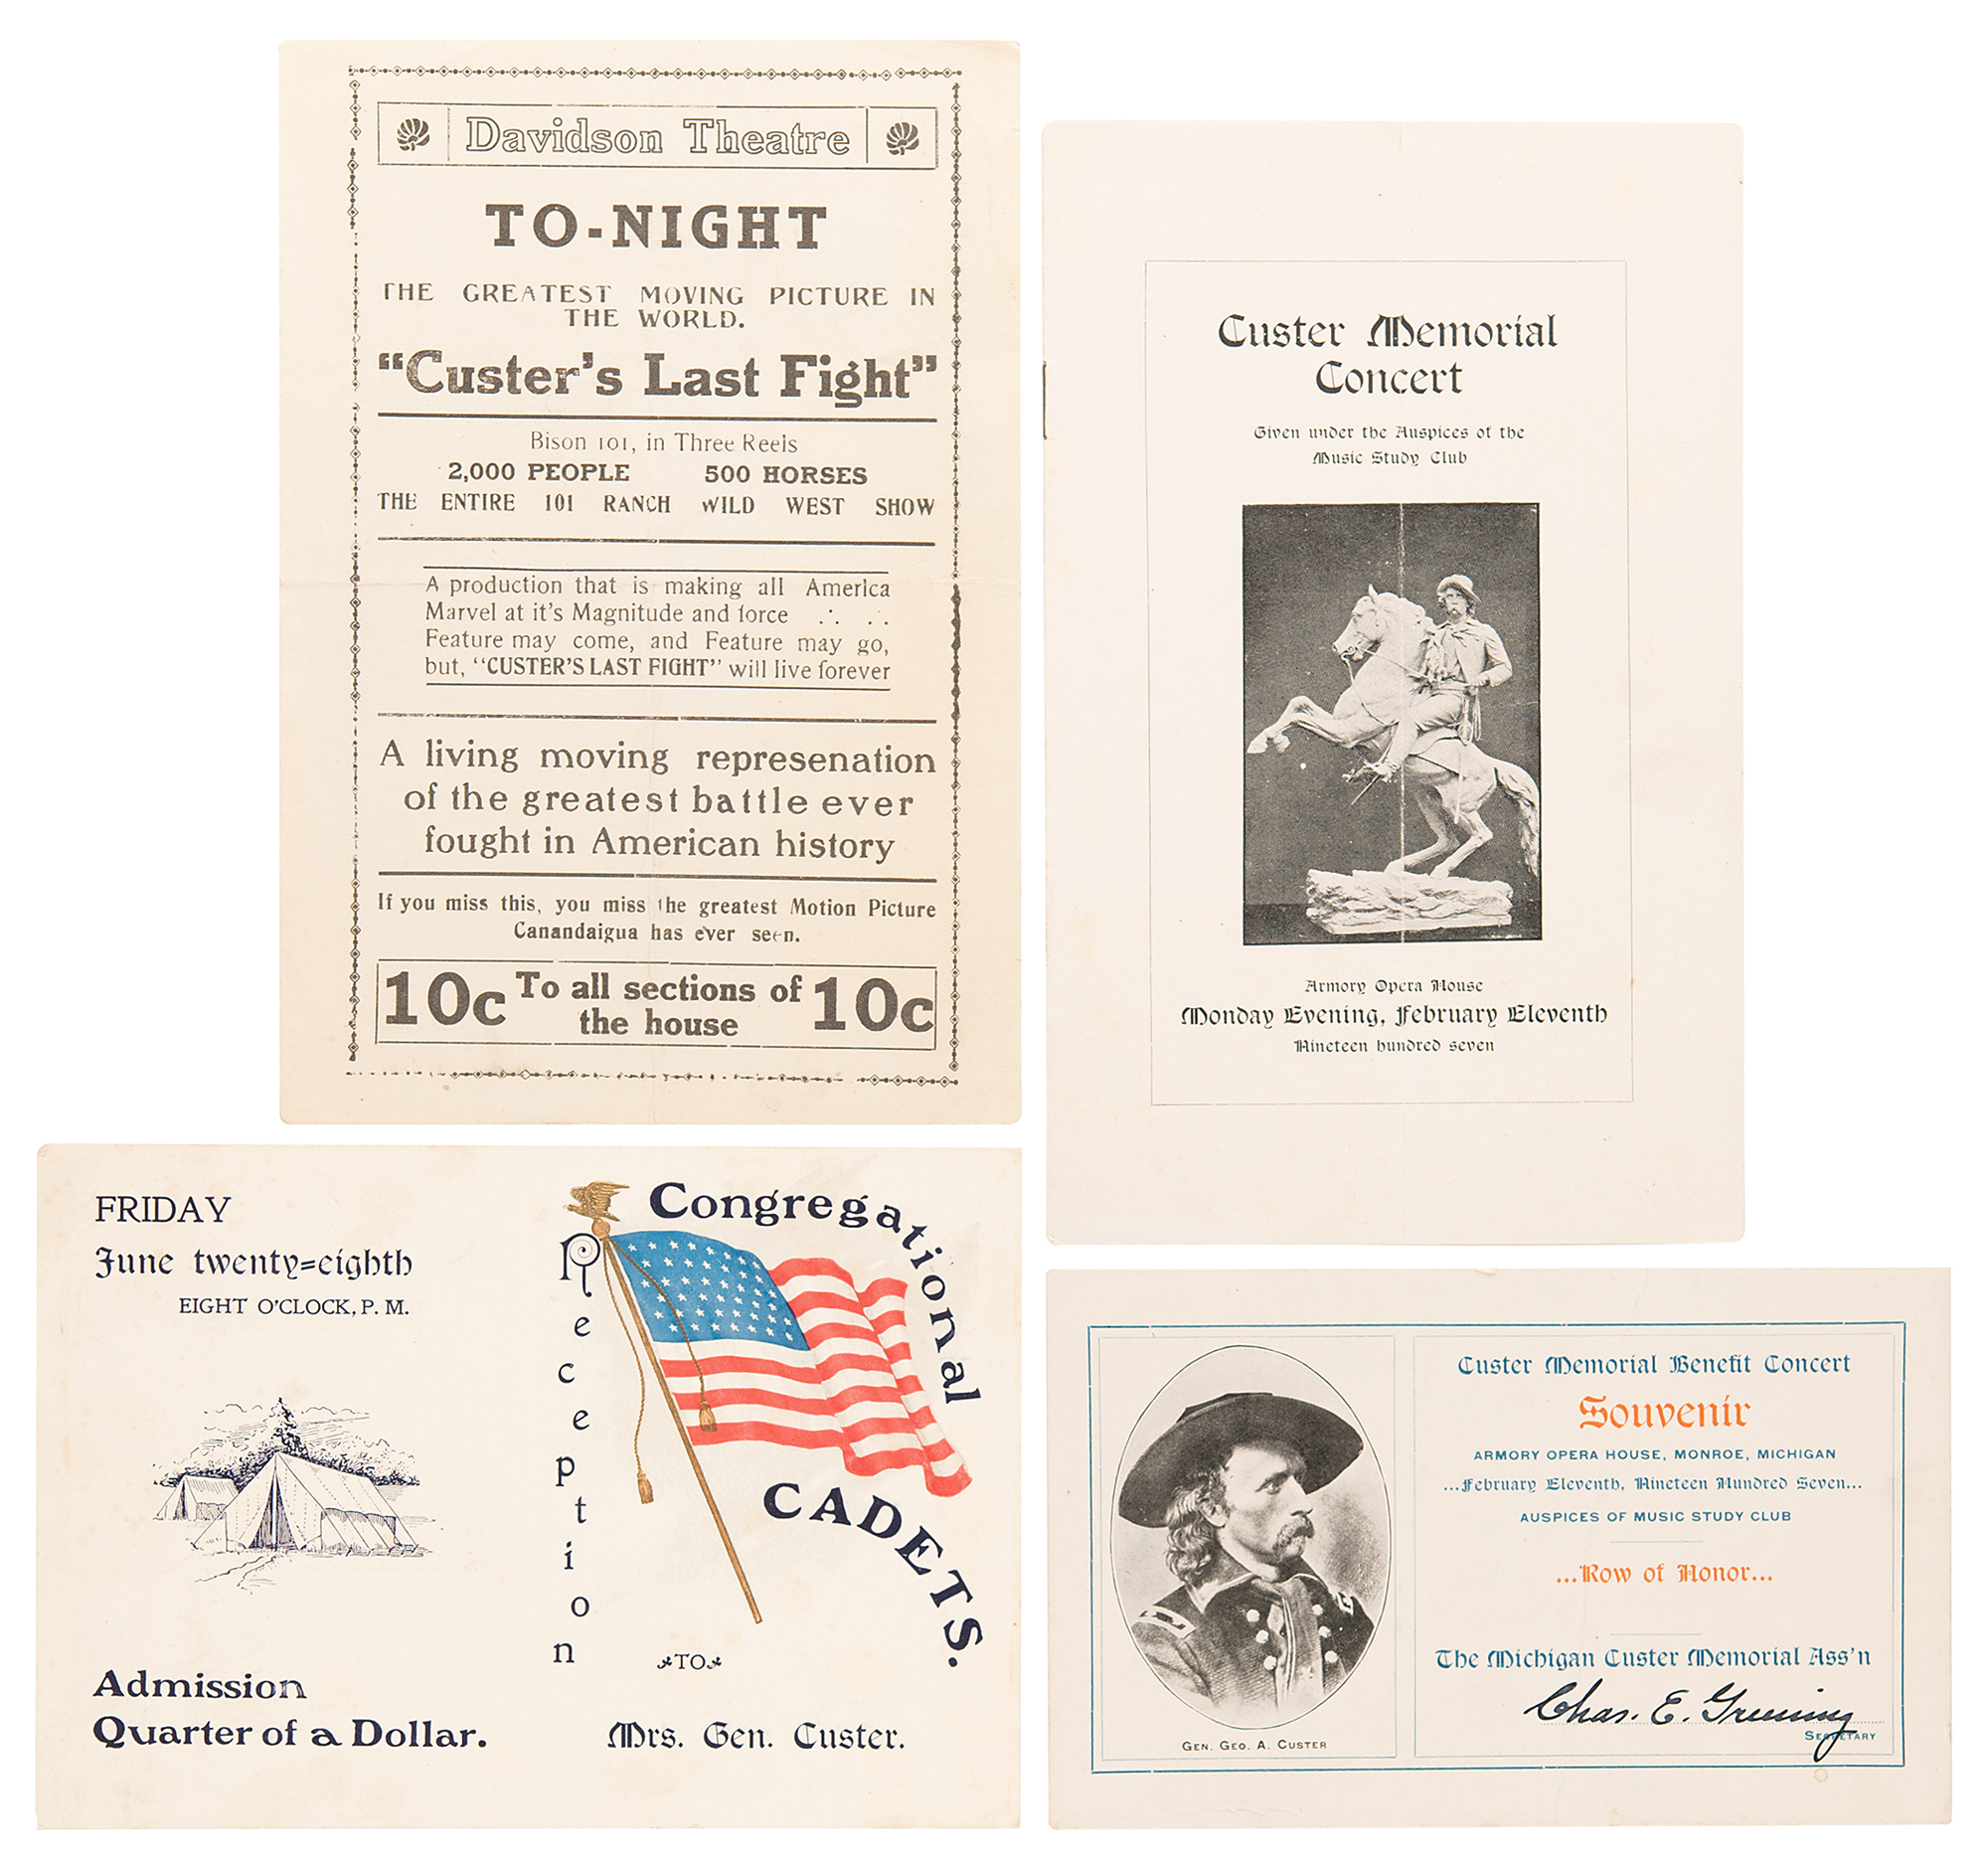 Davidson Theatre
TO-NIGHT
THE GREATEST MOVING PICTURE IN
THE WORLD.
“Custer’s Last Fight”
Bison 101, in Three Reels
2,000 PEOPLE 500 HORSES
THE ENTIRE 101 RANCH WILD WEST SHOW
A production that is making all America
Marvel at it's Magnitude and force
Feature may come, and Feature may go,
but, “CUSTER'S LAST FIGHT” will live forever
A living moving represenation
of the greatest battle ever
fought in American history
If you miss this, you miss the greatest Motion Picture
Canandaigua has ever seen.
10c To all sections of 10c
the house
Custer Memorial
Concert
Given under the Auspices of the
Music Study Club
Armory Opera House
Monday Evening, February Eleventh
Nineteen hundred seven
FRIDAY
June twenty=eighth
EIGHT O'CLOCK, P. M.
Admission
Quarter of a Dollar.
Reception
Congregational
CADETS.
TO
Mrs. Gen. Custer.
GEN. GEO. A. CUSTER
Custer Memorial Benefit Concert
Souvenir
ARMORY OPERA HOUSE, MONROE, MICHIGAN
...February Eleventh, Nineteen Hundred Seven...
AUSPICES OF MUSIC STUDY CLUB
...Row of Honor...
The Michigan Custer Memorial Ass'n
Chas. E. Greening
SECRETARY